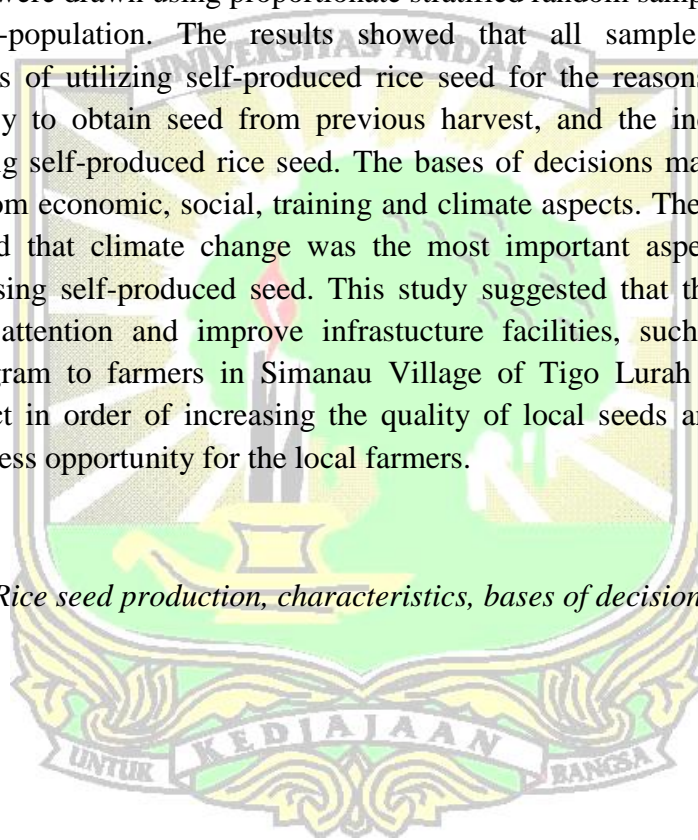 were drawn using proportionate stratified random samp
-population. The results showed that all sample
s of utilizing self-produced rice seed for the reasons
y to obtain seed from previous harvest, and the in
ng self-produced rice seed. The bases of decisions ma
om economic, social, training and climate aspects. The
d that climate change was the most important aspe
sing self-produced seed. This study suggested that th
attention and improve infrastucture facilities, such
gram to farmers in Simanau Village of Tigo Lurah
ct in order of increasing the quality of local seeds a
ess opportunity for the local farmers.
Rice seed production, characteristics, bases of decision
UNIVERSITAS ANDALAS
UNTUK KEDJAJAAN BANGSA